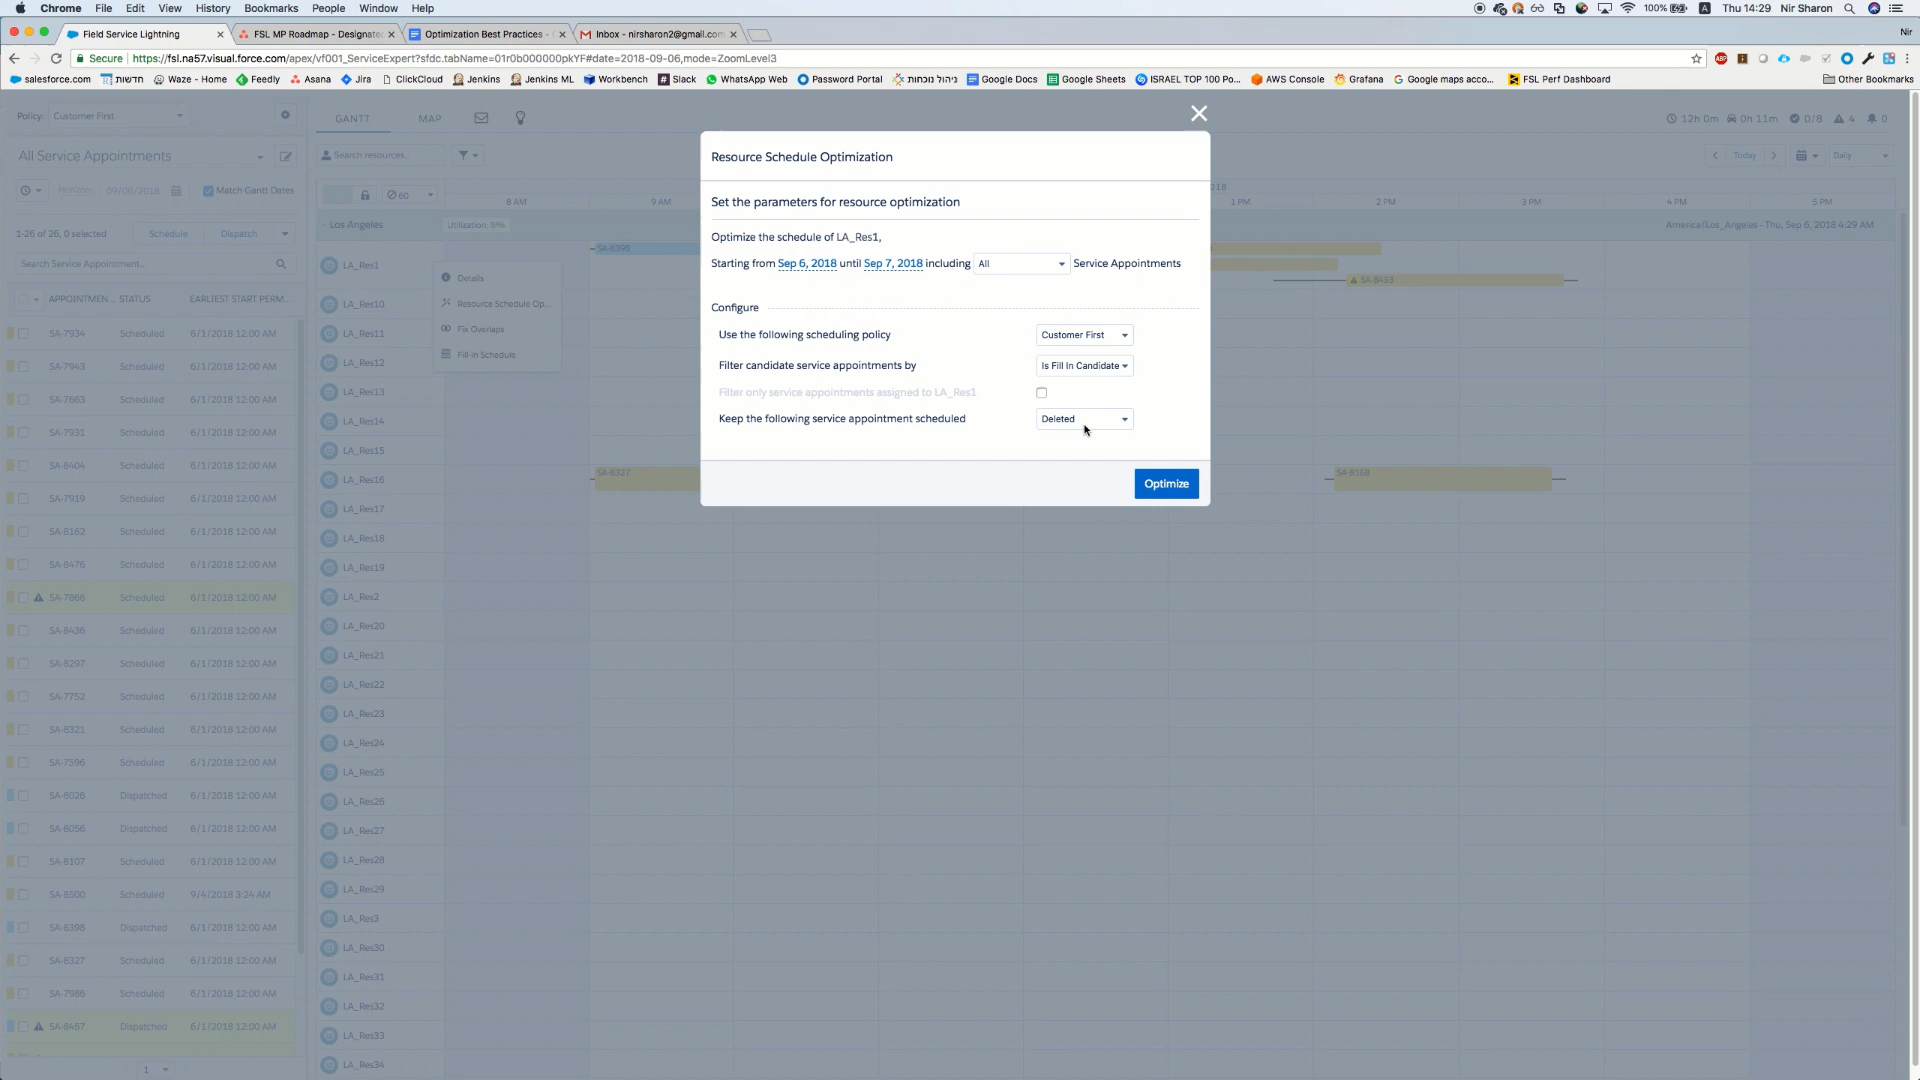 Chrome File Edit View History Bookmarks People Window Help 100% Thu 14:29 Nir Sharon
Field Service Lightning FSL MP Roadmap - Designate Optimization Best Practices - Inbox - nirsharon2@gmail.com Nir
Secure https://fsl.na57.visual.force.com/apex/vf001_ServiceExpert?sfdc.tabName=01r0b000000pkYF#date=2018-09-06,mode=ZoomLevel3
salesforce.com חדשות Waze - Home Feedly Asana Jira ClickCloud Jenkins Jenkins ML Workbench Slack WhatsApp Web Password Portal ניהול נוכחות Google Docs Google Sheets ISRAEL TOP 100 Po... AWS Console Grafana Google maps acco... FSL Perf Dashboard Other Bookmarks
Policy: Customer First
GANTT MAP
12h 0m 0h 11m 0/8 4 0
All Service Appointments
Search resources..
Today Daily
Horizon 09/06/2018 Match Gantt Dates
60 8 AM 9 AM 1 PM 2 PM 3 PM 4 PM 5 PM
2018
Los Angeles Utilization: 5% America/Los_Angeles - Thu, Sep 6, 2018 4:29 AM
1-26 of 26, 0 selected Schedule Dispatch
Search Service Appointment...
APPOINTMEN... STATUS EARLIEST START PERM...
SA-7934 Scheduled 6/1/2018 12:00 AM
SA-7943 Scheduled 6/1/2018 12:00 AM
SA-7663 Scheduled 6/1/2018 12:00 AM
SA-7931 Scheduled 6/1/2018 12:00 AM
SA-8404 Scheduled 6/1/2018 12:00 AM
SA-7919 Scheduled 6/1/2018 12:00 AM
SA-8162 Scheduled 6/1/2018 12:00 AM
SA-8476 Scheduled 6/1/2018 12:00 AM
SA-7866 Scheduled 6/1/2018 12:00 AM
SA-8436 Scheduled 6/1/2018 12:00 AM
SA-8297 Scheduled 6/1/2018 12:00 AM
SA-7752 Scheduled 6/1/2018 12:00 AM
SA-8321 Scheduled 6/1/2018 12:00 AM
SA-7596 Scheduled 6/1/2018 12:00 AM
SA-8026 Dispatched 6/1/2018 12:00 AM
SA-8056 Dispatched 6/1/2018 12:00 AM
SA-8107 Scheduled 6/1/2018 12:00 AM
SA-8500 Scheduled 9/4/2018 3:24 AM
SA-8398 Dispatched 6/1/2018 12:00 AM
SA-8327 Scheduled 6/1/2018 12:00 AM
SA-7986 Scheduled 6/1/2018 12:00 AM
SA-8457 Dispatched 6/1/2018 12:00 AM
1
LA_Res1
LA_Res10
LA_Res11
LA_Res12
LA_Res13
LA_Res14
LA_Res15
LA_Res16
LA_Res17
LA_Res18
LA_Res19
LA_Res2
LA_Res20
LA_Res21
LA_Res22
LA_Res23
LA_Res24
LA_Res25
LA_Res26
LA_Res27
LA_Res28
LA_Res29
LA_Res3
LA_Res30
LA_Res31
LA_Res32
LA_Res33
LA_Res34
Details
Resource Schedule Op...
Fix Overlaps
Fill-in Schedule
SA-8398
SA-8433
SA-8327
SA-8568
Resource Schedule Optimization
Set the parameters for resource optimization
Optimize the schedule of LA_Res1,
Starting from Sep 6, 2018 until Sep 7, 2018 including All Service Appointments
Configure
Use the following scheduling policy Customer First
Filter candidate service appointments by Is Fill In Candidate
Filter only service appointments assigned to LA_Res1
Keep the following service appointment scheduled Deleted
Optimize